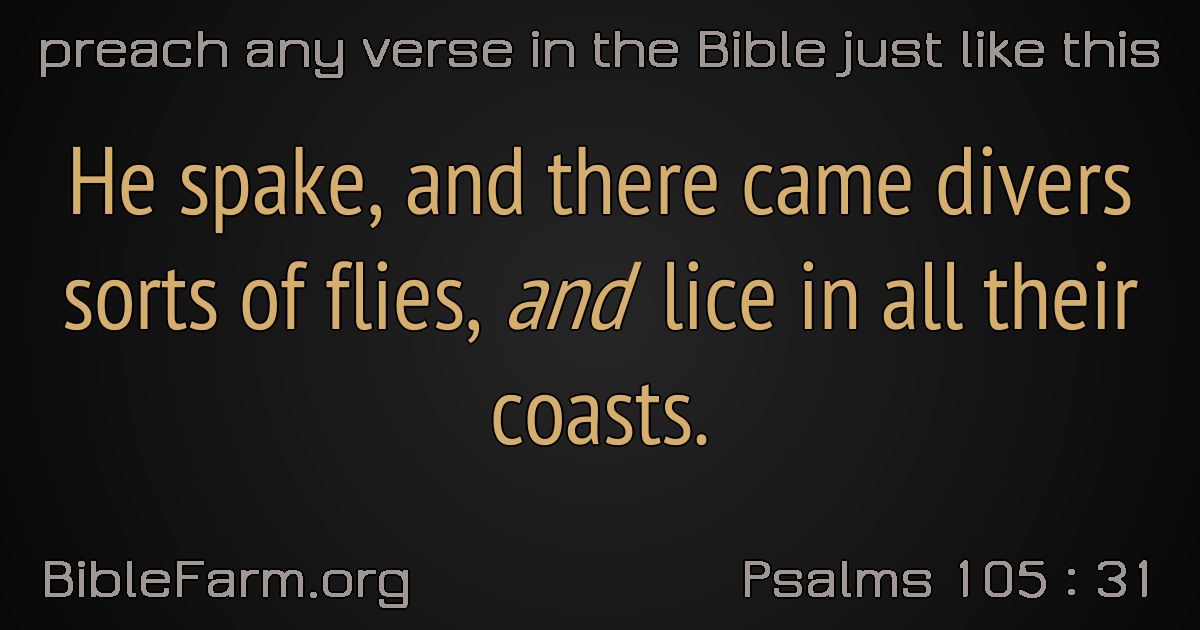 preach any verse in the Bible just like this
He spake, and there came divers
sorts of flies, and lice in all their
coasts.
BibleFarm.org
Psalms 105 : 31